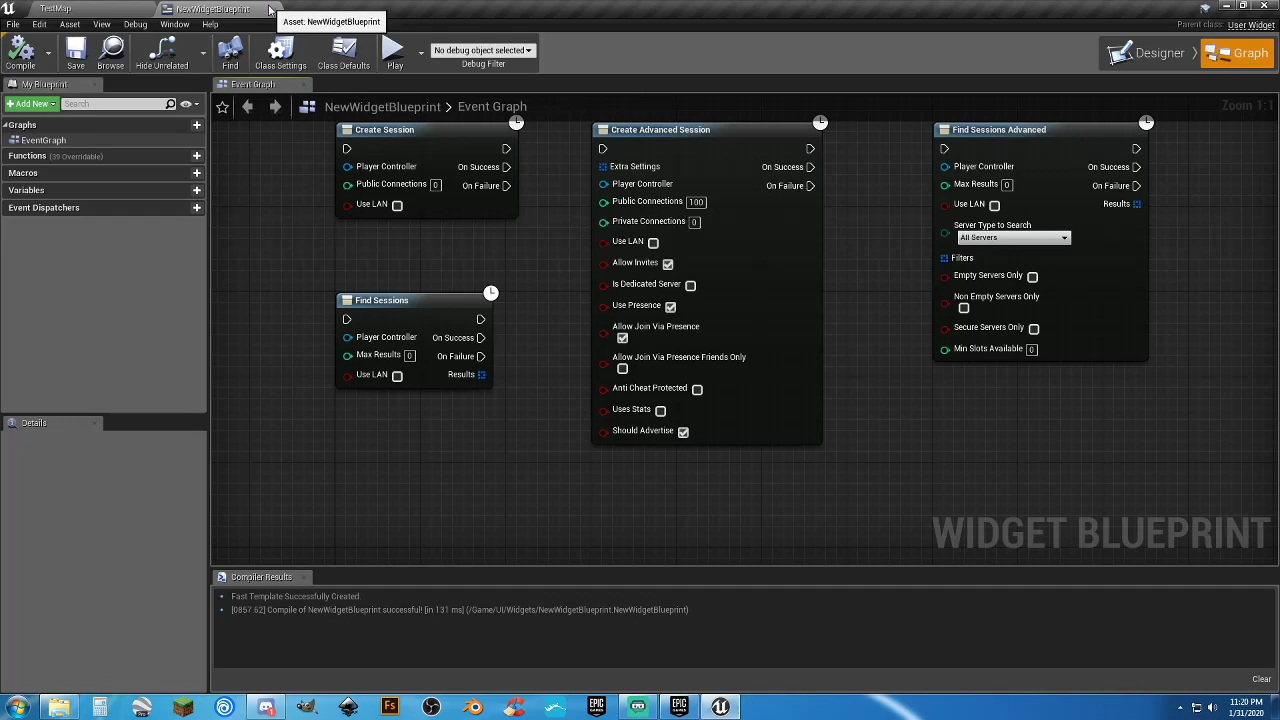 TestMap NewWidgetBlueprint
Asset: NewWidgetBlueprint
File Edit Asset View Debug Window Help
Parent class: User Widget
Compile Save Browse Hide Unrelated Find Class Settings Class Defaults Play
No debug object selected
Debug Filter
Designer Graph
My Blueprint
Add New Search
Graphs
EventGraph
Functions (39 Overridable)
Macros
Variables
Event Dispatchers
Details
Event Graph
NewWidgetBlueprint > Event Graph
Zoom 1:1
Create Session
Player Controller On Success
Public Connections 0 On Failure
Use LAN
Find Sessions
Player Controller On Success
Max Results 0 On Failure
Use LAN Results
Create Advanced Session
Extra Settings On Success
Player Controller On Failure
Public Connections 100
Private Connections 0
Use LAN
Allow Invites
Is Dedicated Server
Use Presence
Allow Join Via Presence
Allow Join Via Presence Friends Only
Anti Cheat Protected
Uses Stats
Should Advertise
Find Sessions Advanced
Player Controller On Success
Max Results 0 On Failure
Use LAN Results
Server Type to Search
All Servers
Filters
Empty Servers Only
Non Empty Servers Only
Secure Servers Only
Min Slots Available 0
WIDGET BLUEPRINT
Compiler Results
Fast Template Successfully Created.
[0857.62] Compile of NewWidgetBlueprint successful! [in 131 ms] (/Game/UI/Widgets/NewWidgetBlueprint.NewWidgetBlueprint)
Clear
Pro
Fs
EPIC GAMES
EPIC GAMES
11:20 PM
1/31/2020